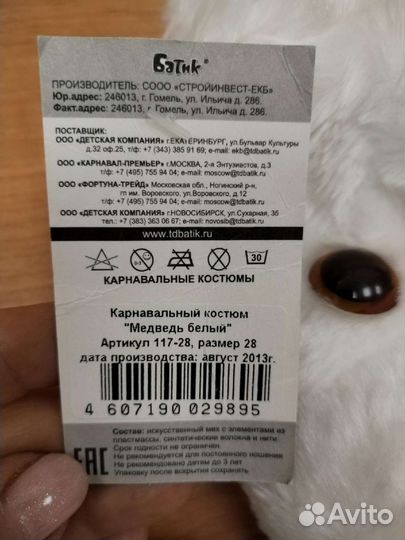 Батик®
ПРОИЗВОДИТЕЛЬ: СООО «СТРОЙИНВЕСТ-ЕКБ»
Юр.адрес: 246013, г. Гомель, ул. Ильича д. 286.
Факт.адрес: 246013, г. Гомель, ул. Ильича д. 286.
ПОСТАВЩИК:
ООО «ДЕТСКАЯ КОМПАНИЯ» г.ЕКАТЕРИНБУРГ, ул.Бульвар Культуры
д.32 оф.25, т/ф: +7 (343) 385 91 69; e-mail: ekb@tdbatik.ru
ООО «КАРНАВАЛ-ПРЕМЬЕР» г.МОСКВА, 2-я Энтузиастов, д.3
т/ф: +7 (495) 755 94 04; e-mail: moscow@tdbatik.ru
ООО «ФОРТУНА-ТРЕЙД» Московская обл., Ногинский р-н,
пгт им. Воровского, ул.Воровского, д.12
т/ф: +7 (495) 755 94 04; e-mail: moscow@tdbatik.ru
ООО «ДЕТСКАЯ КОМПАНИЯ» г.НОВОСИБИРСК, ул.Сухарная, 35
тел.: +7 (383) 363 06 67; e-mail: novosib@tdbatik.ru
www.tdbatik.ru
30
КАРНАВАЛЬНЫЕ КОСТЮМЫ
Карнавальный костюм
"Медведь белый"
Артикул 117-28, размер 28
дата производства: август 2013г.
4 607190 029895
Состав: искусственный мех с элементами из
пластмассы, синтетические волокна и нити
Срок годности не ограничен.
Не рекомендовано для постоянного ношения
Не рекомендовано детям до 3 лет
Упаковку после вскрытия сохранять
EAC
Avito